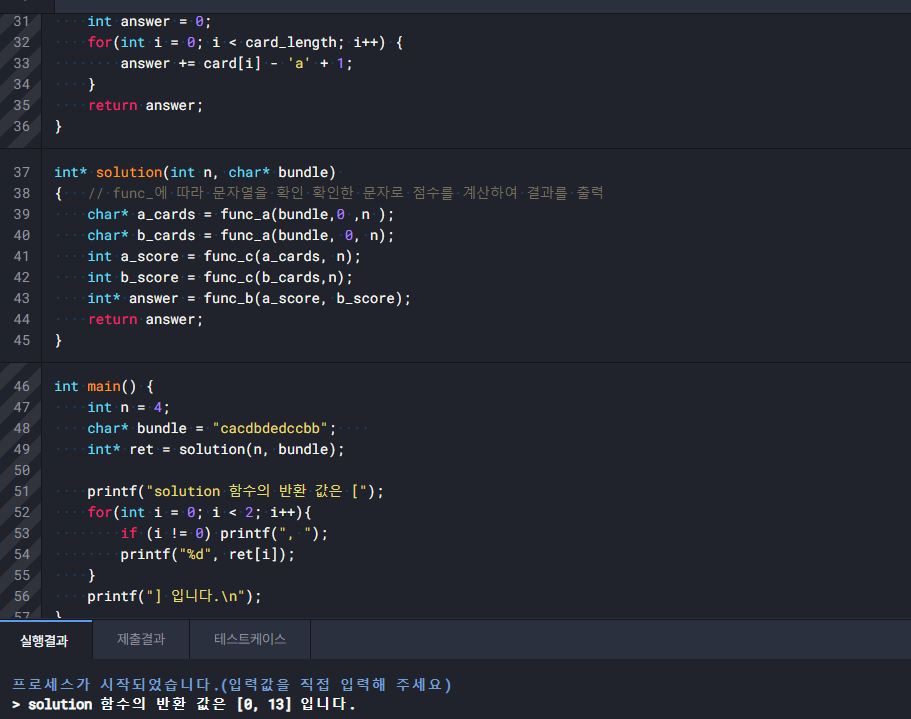 31 int answer = 0;
32 for(int i = 0; i < card_length; i++) {
33 answer += card[i] - 'a' + 1;
34 }
35 return answer;
36 }
37 int* solution(int n, char* bundle)
38 { // func_에 따라 문자열을 확인 확인한 문자로 점수를 계산하여 결과를 출력
39 char* a_cards = func_a(bundle,0 ,n );
40 char* b_cards = func_a(bundle, 0, n);
41 int a_score = func_c(a_cards, n);
42 int b_score = func_c(b_cards,n);
43 int* answer = func_b(a_score, b_score);
44 return answer;
45 }
46 int main() {
47 int n = 4;
48 char* bundle = "cacdbdedccbb";
49 int* ret = solution(n, bundle);
50
51 printf("solution 함수의 반환 값은 [");
52 for(int i = 0; i < 2; i++){
53 if (i != 0) printf(", ");
54 printf("%d", ret[i]);
55 }
56 printf("] 입니다.\n");
57 }
실행결과 제출결과 테스트케이스
프로세스가 시작되었습니다.(입력값을 직접 입력해 주세요)
> solution 함수의 반환 값은 [0, 13] 입니다.